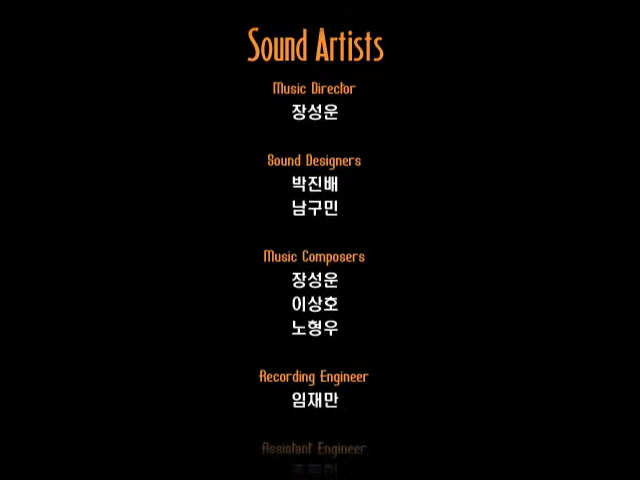 Sound Artists
Music Director
장성운
Sound Designers
박진배
남구민
Music Composers
장성운
이상호
노형우
Recording Engineer
임재만
Assistant Engineer